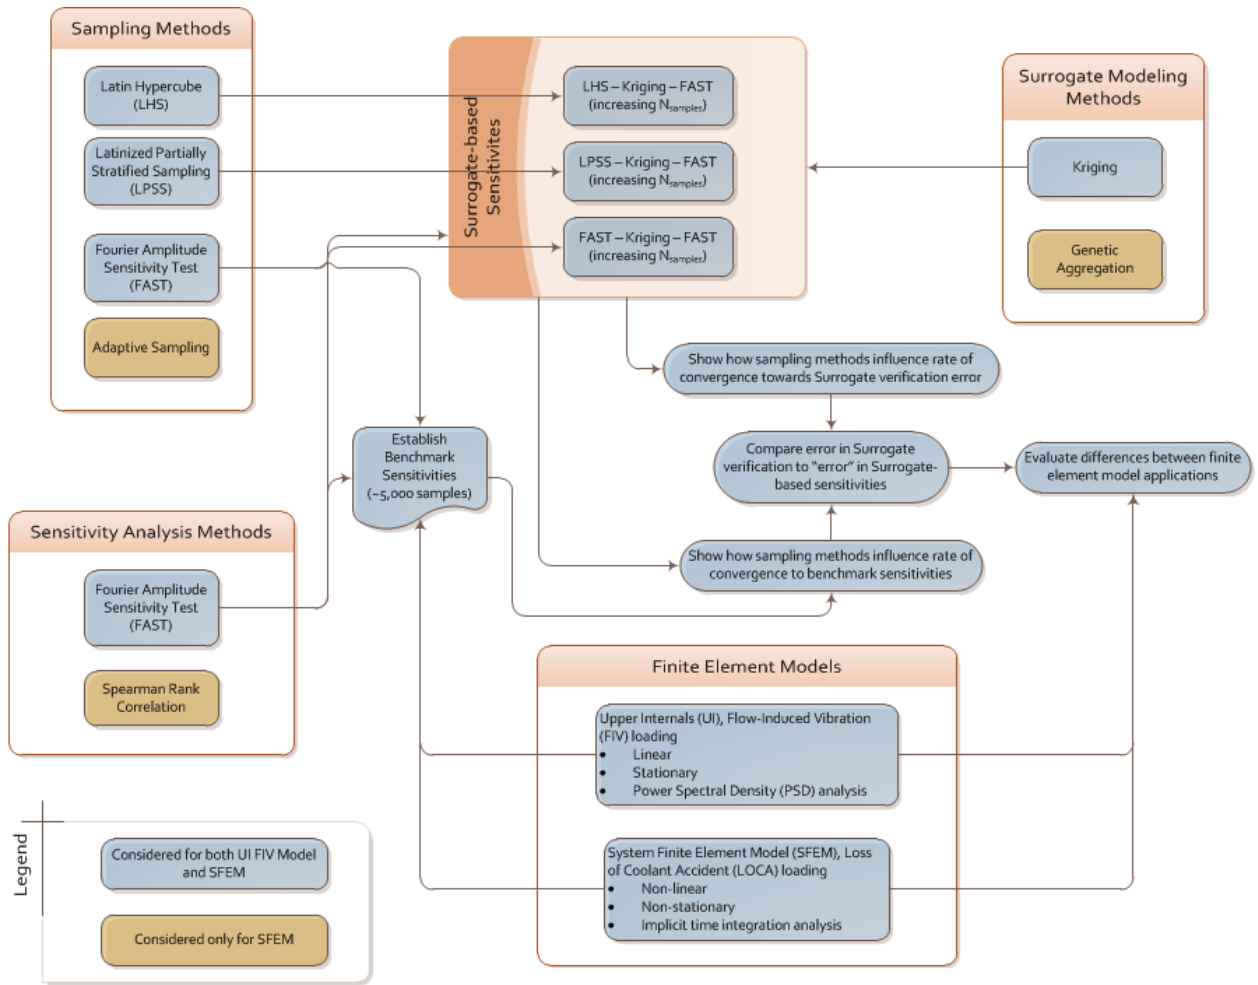 Sampling Methods
Latin Hypercube
(LHS)
Latinized Partially
Stratified Sampling
(LPSS)
Fourier Amplitude
Sensitivity Test
(FAST)
Adaptive Sampling
Surrogate-based
Sensitivites
LHS – Kriging – FAST
(increasing Nsamples)
LPSS – Kriging – FAST
(increasing Nsamples)
FAST – Kriging – FAST
(increasing Nsamples)
Surrogate Modeling
Methods
Kriging
Genetic
Aggregation
Show how sampling methods influence rate of
convergence towards Surrogate verification error
Establish
Benchmark
Sensitivities
(~5,000 samples)
Compare error in Surrogate
verification to "error" in Surrogate-
based sensitivities
Evaluate differences between finite
element model applications
Show how sampling methods influence rate of
convergence to benchmark sensitivities
Sensitivity Analysis Methods
Fourier Amplitude
Sensitivity Test
(FAST)
Spearman Rank
Correlation
Finite Element Models
Upper Internals (UI), Flow-Induced Vibration
(FIV) loading
• Linear
• Stationary
• Power Spectral Density (PSD) analysis
System Finite Element Model (SFEM), Loss
of Coolant Accident (LOCA) loading
• Non-linear
• Non-stationary
• Implicit time integration analysis
Legend
Considered for both UI FIV Model
and SFEM
Considered only for SFEM